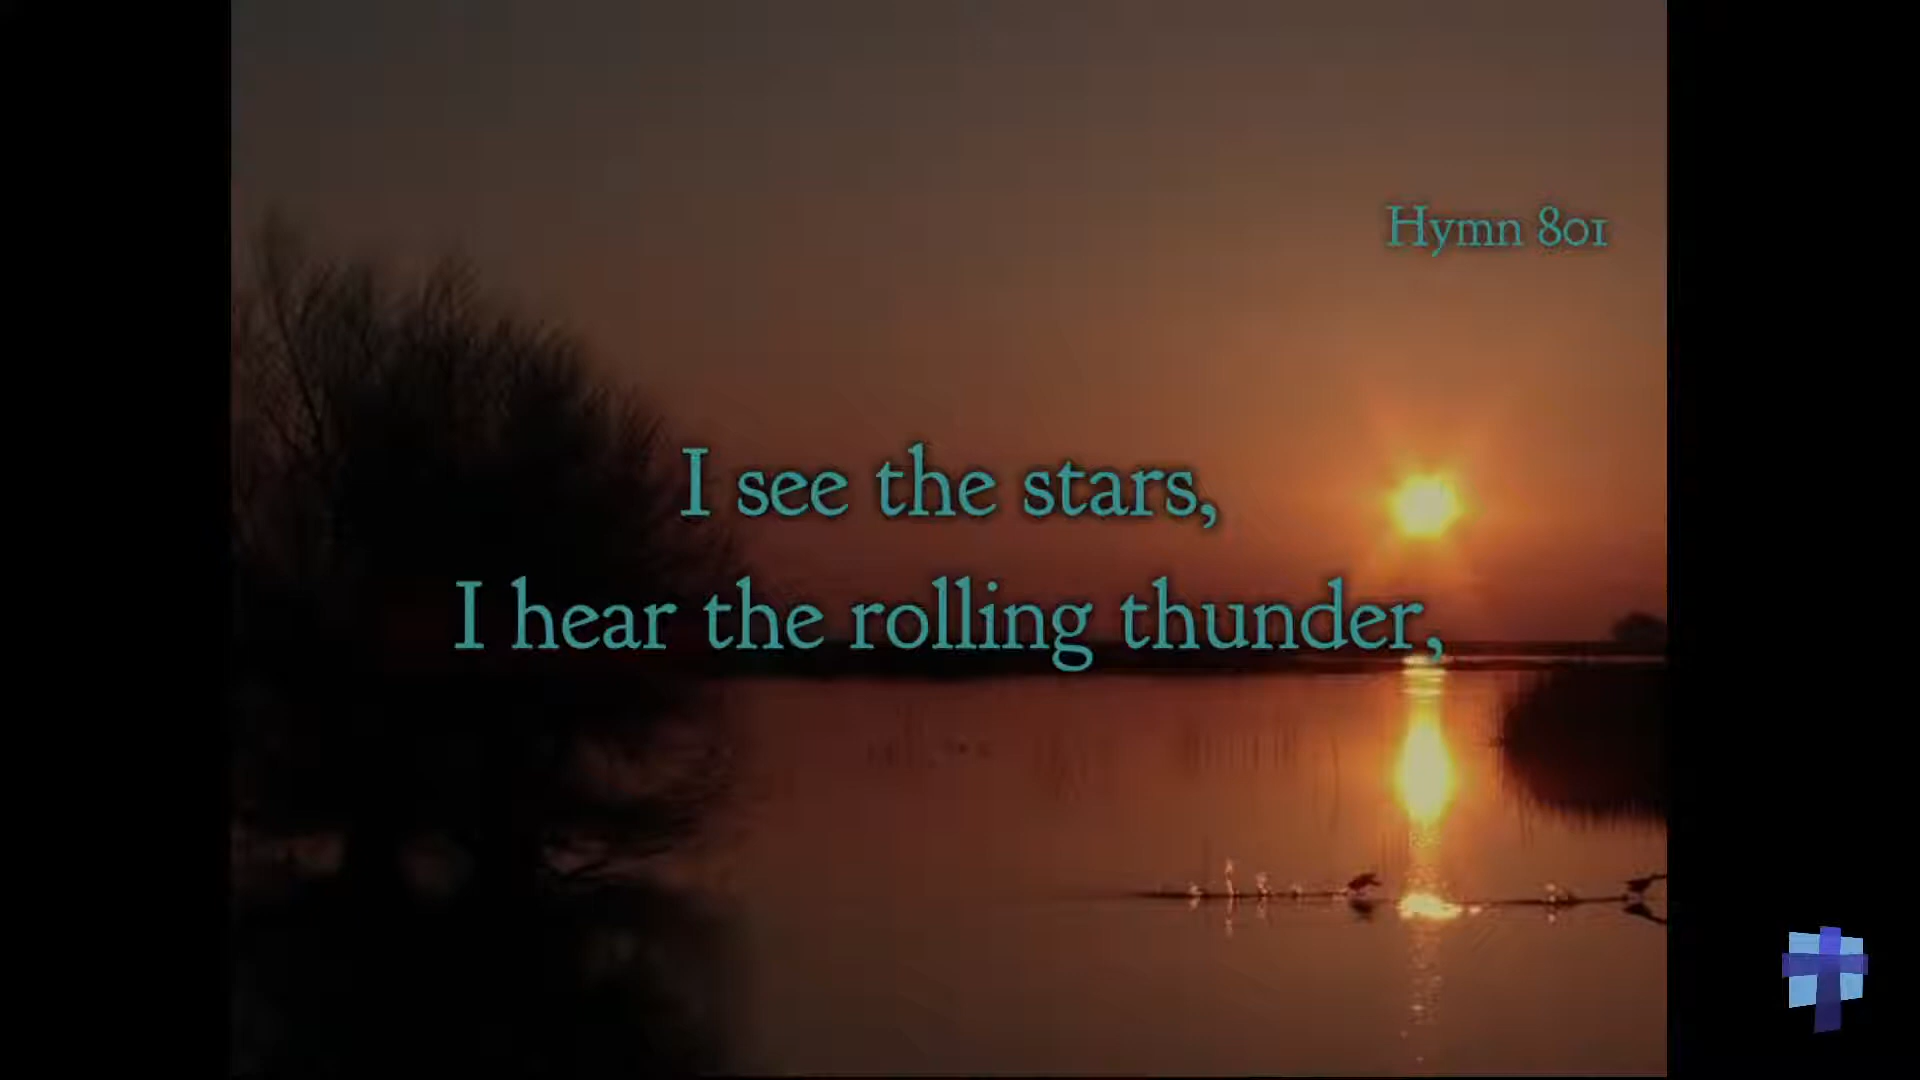 Hymn 801
I see the stars,
I hear the rolling thunder,